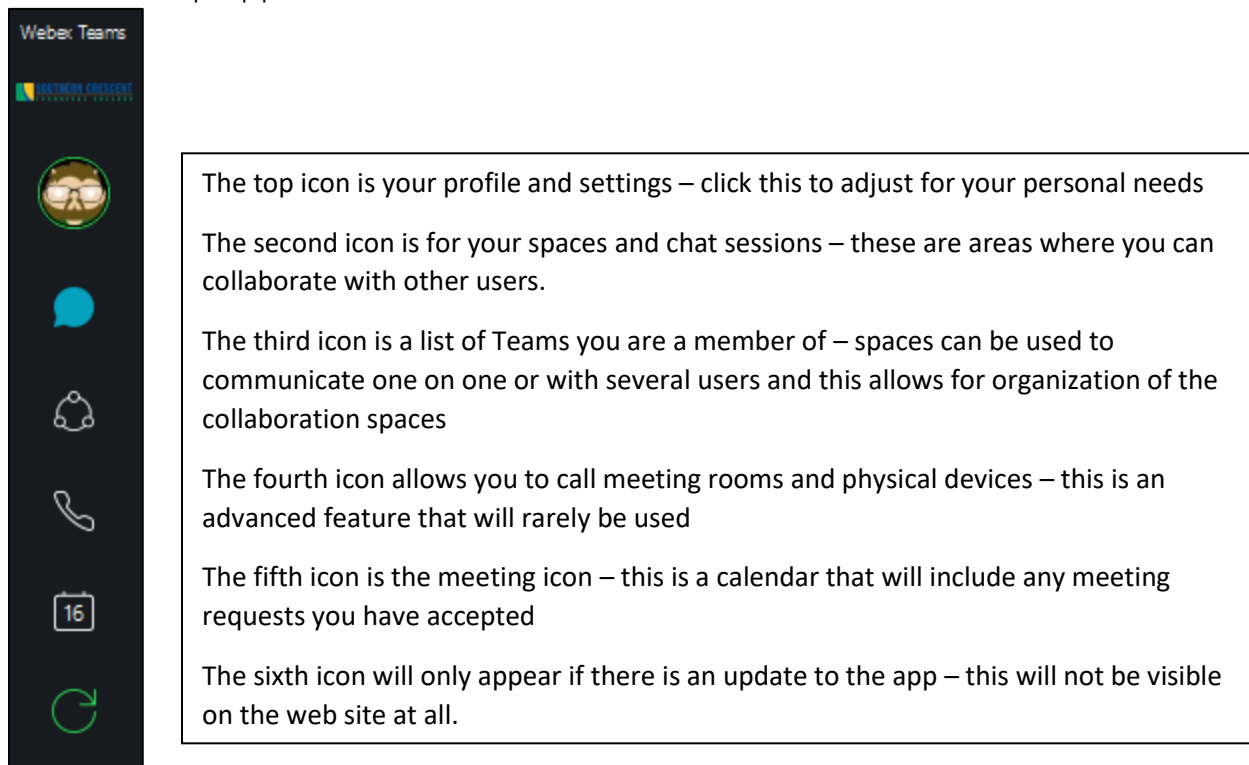 Webex Teams
SOUTHERN CRESCENT
The top icon is your profile and settings – click this to adjust for your personal needs
The second icon is for your spaces and chat sessions – these are areas where you can
collaborate with other users.
The third icon is a list of Teams you are a member of – spaces can be used to
communicate one on one or with several users and this allows for organization of the
collaboration spaces
The fourth icon allows you to call meeting rooms and physical devices – this is an
advanced feature that will rarely be used
The fifth icon is the meeting icon – this is a calendar that will include any meeting
requests you have accepted
16
The sixth icon will only appear if there is an update to the app – this will not be visible
on the web site at all.